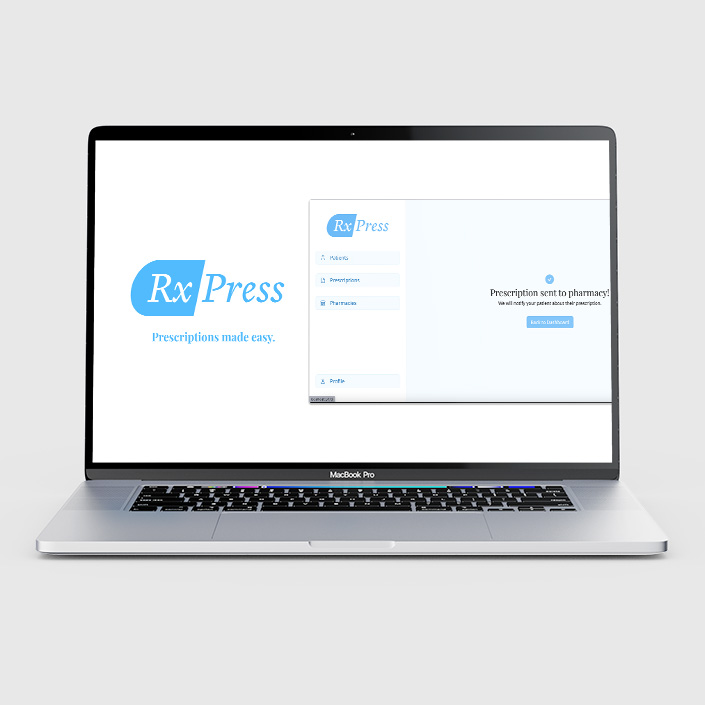 Rx Press
Prescriptions made easy.
Rx Press
Patients
Prescriptions
Pharmacies
Profile
Prescription sent to pharmacy!
We will notify your patient about their prescription.
Back to Dashboard
MacBook Pro